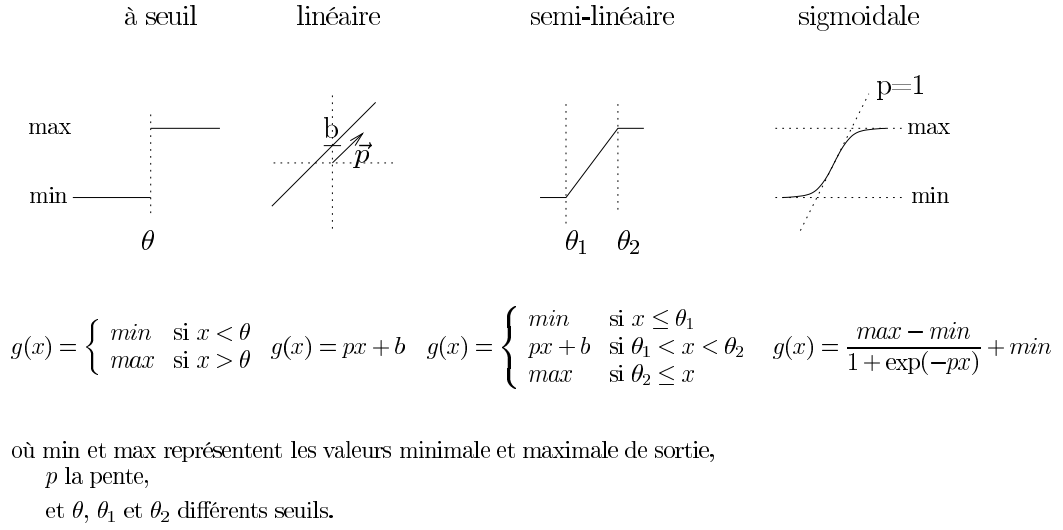 à seuil linéaire semi-linéaire sigmoidale
p=1
max b max
p⃗
min min
θ θ₁ θ₂
g(x) = { min si x < θ
max si x > θ
g(x) = px + b
g(x) = { min si x ≤ θ₁
px + b si θ₁ < x < θ₂
max si θ₂ ≤ x
g(x) = (max − min)/(1 + exp(−px)) + min
où min et max représentent les valeurs minimale et maximale de sortie,
p la pente,
et θ, θ₁ et θ₂ différents seuils.